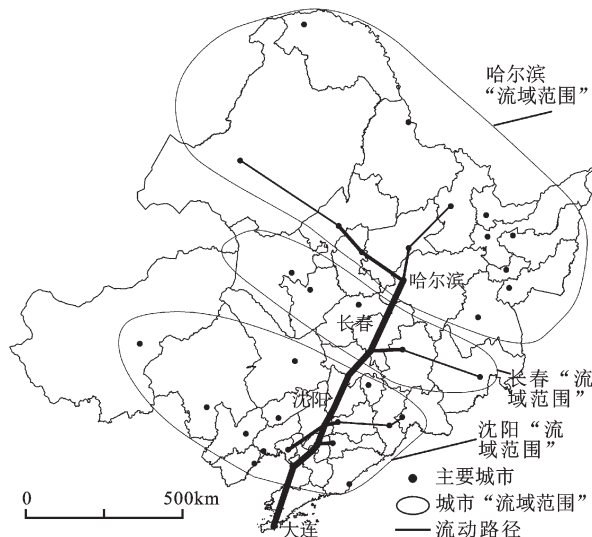 哈尔滨
“流域范围”
哈尔滨
长春
长春“流
域范围”
沈阳
沈阳“流
域范围”
主要城市
城市“流域范围”
流动路径
0 500km
大连